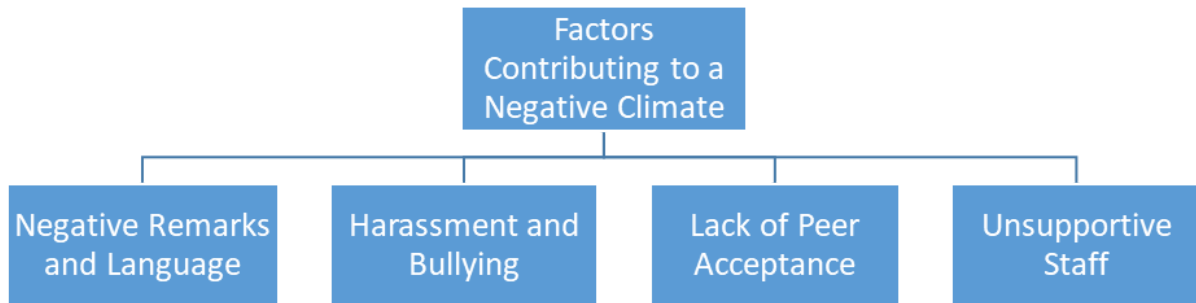 Factors
Contributing to a
Negative Climate
Negative Remarks
and Language
Harassment and
Bullying
Lack of Peer
Acceptance
Unsupportive
Staff